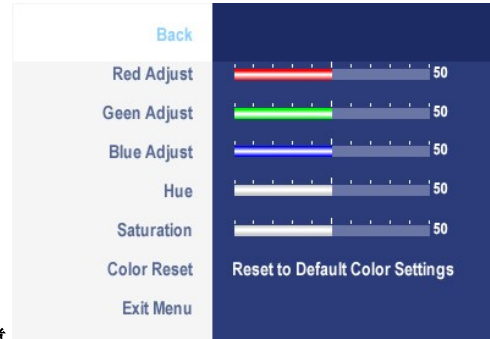 Back
Red Adjust 50
Geen Adjust 50
Blue Adjust 50
Hue 50
Saturation 50
Color Reset Reset to Default Color Settings
Exit Menu